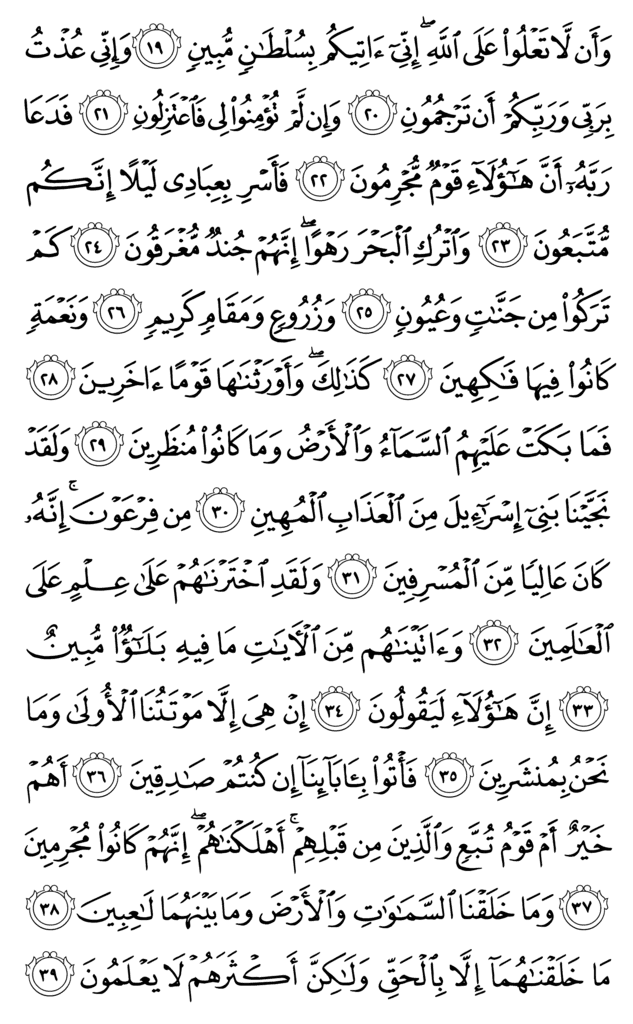 وَأَن لَّا تَعْلُوا۟ عَلَى ٱللَّهِ ۖ إِنِّىٓ ءَاتِيكُم بِسُلْطَٰنٍ مُّبِينٍ ١٩ وَإِنِّى عُذْتُ
بِرَبِّى وَرَبِّكُمْ أَن تَرْجُمُونِ ٢٠ وَإِن لَّمْ تُؤْمِنُوا۟ لِى فَٱعْتَزِلُونِ ٢١ فَدَعَا
رَبَّهُۥٓ أَنَّ هَٰٓؤُلَآءِ قَوْمٌ مُّجْرِمُونَ ٢٢ فَأَسْرِ بِعِبَادِى لَيْلًا إِنَّكُم
مُّتَّبَعُونَ ٢٣ وَٱتْرُكِ ٱلْبَحْرَ رَهْوًا ۖ إِنَّهُمْ جُندٌ مُّغْرَقُونَ ٢٤ كَمْ
تَرَكُوا۟ مِن جَنَّٰتٍ وَعُيُونٍ ٢٥ وَزُرُوعٍ وَمَقَامٍ كَرِيمٍ ٢٦ وَنَعْمَةٍ
كَانُوا۟ فِيهَا فَٰكِهِينَ ٢٧ كَذَٰلِكَ ۖ وَأَوْرَثْنَٰهَا قَوْمًا ءَاخَرِينَ ٢٨
فَمَا بَكَتْ عَلَيْهِمُ ٱلسَّمَآءُ وَٱلْأَرْضُ وَمَا كَانُوا۟ مُنظَرِينَ ٢٩ وَلَقَدْ
نَجَّيْنَا بَنِىٓ إِسْرَٰٓءِيلَ مِنَ ٱلْعَذَابِ ٱلْمُهِينِ ٣٠ مِن فِرْعَوْنَ ۚ إِنَّهُۥ
كَانَ عَالِيًا مِّنَ ٱلْمُسْرِفِينَ ٣١ وَلَقَدِ ٱخْتَرْنَٰهُمْ عَلَىٰ عِلْمٍ عَلَى
ٱلْعَٰلَمِينَ ٣٢ وَءَاتَيْنَٰهُم مِّنَ ٱلْءَايَٰتِ مَا فِيهِ بَلَٰٓؤٌا۟ مُّبِينٌ
٣٣ إِنَّ هَٰٓؤُلَآءِ لَيَقُولُونَ ٣٤ إِنْ هِىَ إِلَّا مَوْتَتُنَا ٱلْأُولَىٰ وَمَا
نَحْنُ بِمُنشَرِينَ ٣٥ فَأْتُوا۟ بِـَٔابَآئِنَآ إِن كُنتُمْ صَٰدِقِينَ ٣٦ أَهُمْ
خَيْرٌ أَمْ قَوْمُ تُبَّعٍ وَٱلَّذِينَ مِن قَبْلِهِمْ ۚ أَهْلَكْنَٰهُمْ ۖ إِنَّهُمْ كَانُوا۟ مُجْرِمِينَ
٣٧ وَمَا خَلَقْنَا ٱلسَّمَٰوَٰتِ وَٱلْأَرْضَ وَمَا بَيْنَهُمَا لَٰعِبِينَ ٣٨
مَا خَلَقْنَٰهُمَآ إِلَّا بِٱلْحَقِّ وَلَٰكِنَّ أَكْثَرَهُمْ لَا يَعْلَمُونَ ٣٩